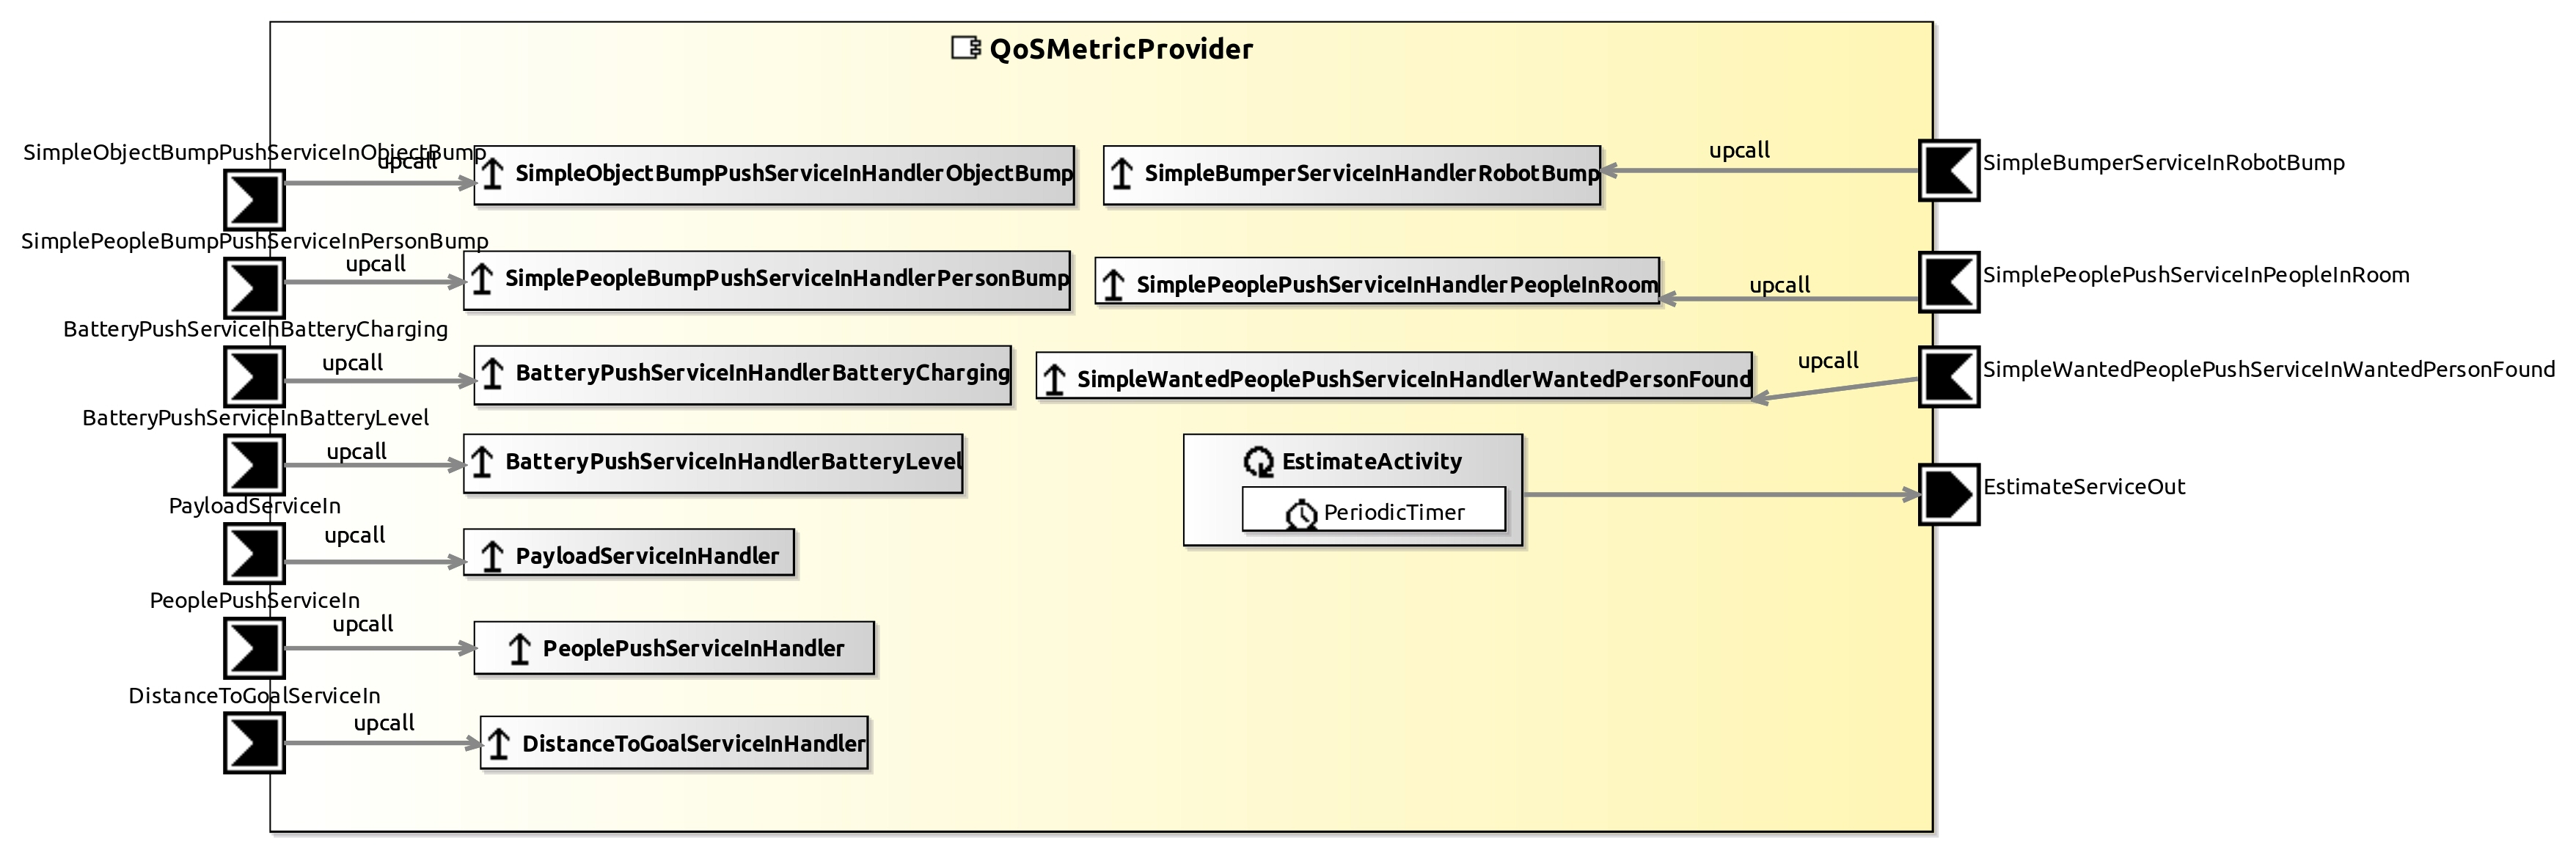 QoSMetricProvider
SimpleObjectBumpPushServiceInObjectBump
upcall
SimpleObjectBumpPushServiceInHandlerObjectBump
SimpleBumperServiceInHandlerRobotBump
upcall
SimpleBumperServiceInRobotBump
SimplePeopleBumpPushServiceInPersonBump
upcall
SimplePeopleBumpPushServiceInHandlerPersonBump
SimplePeoplePushServiceInHandlerPeopleInRoom
upcall
SimplePeoplePushServiceInPeopleInRoom
BatteryPushServiceInBatteryCharging
upcall
BatteryPushServiceInHandlerBatteryCharging
SimpleWantedPeoplePushServiceInHandlerWantedPersonFound
upcall
SimpleWantedPeoplePushServiceInWantedPersonFound
BatteryPushServiceInBatteryLevel
upcall
BatteryPushServiceInHandlerBatteryLevel
EstimateActivity
PeriodicTimer
EstimateServiceOut
PayloadServiceIn
upcall
PayloadServiceInHandler
PeoplePushServiceIn
upcall
PeoplePushServiceInHandler
DistanceToGoalServiceIn
upcall
DistanceToGoalServiceInHandler